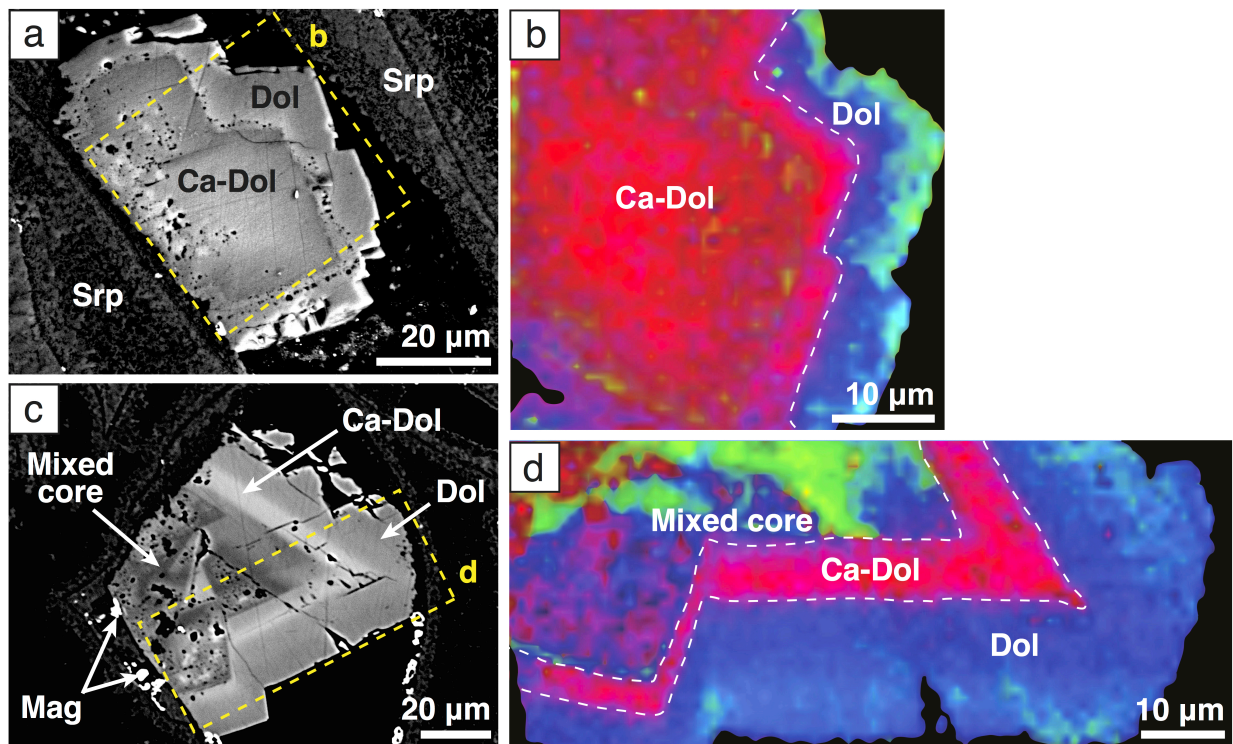 a
b
Srp
Dol
Ca-Dol
Srp
20 µm
b
Dol
Ca-Dol
10 µm
c
Ca-Dol
Mixed
core
Dol
d
Mag
20 µm
d
Mixed core
Ca-Dol
Dol
10 µm